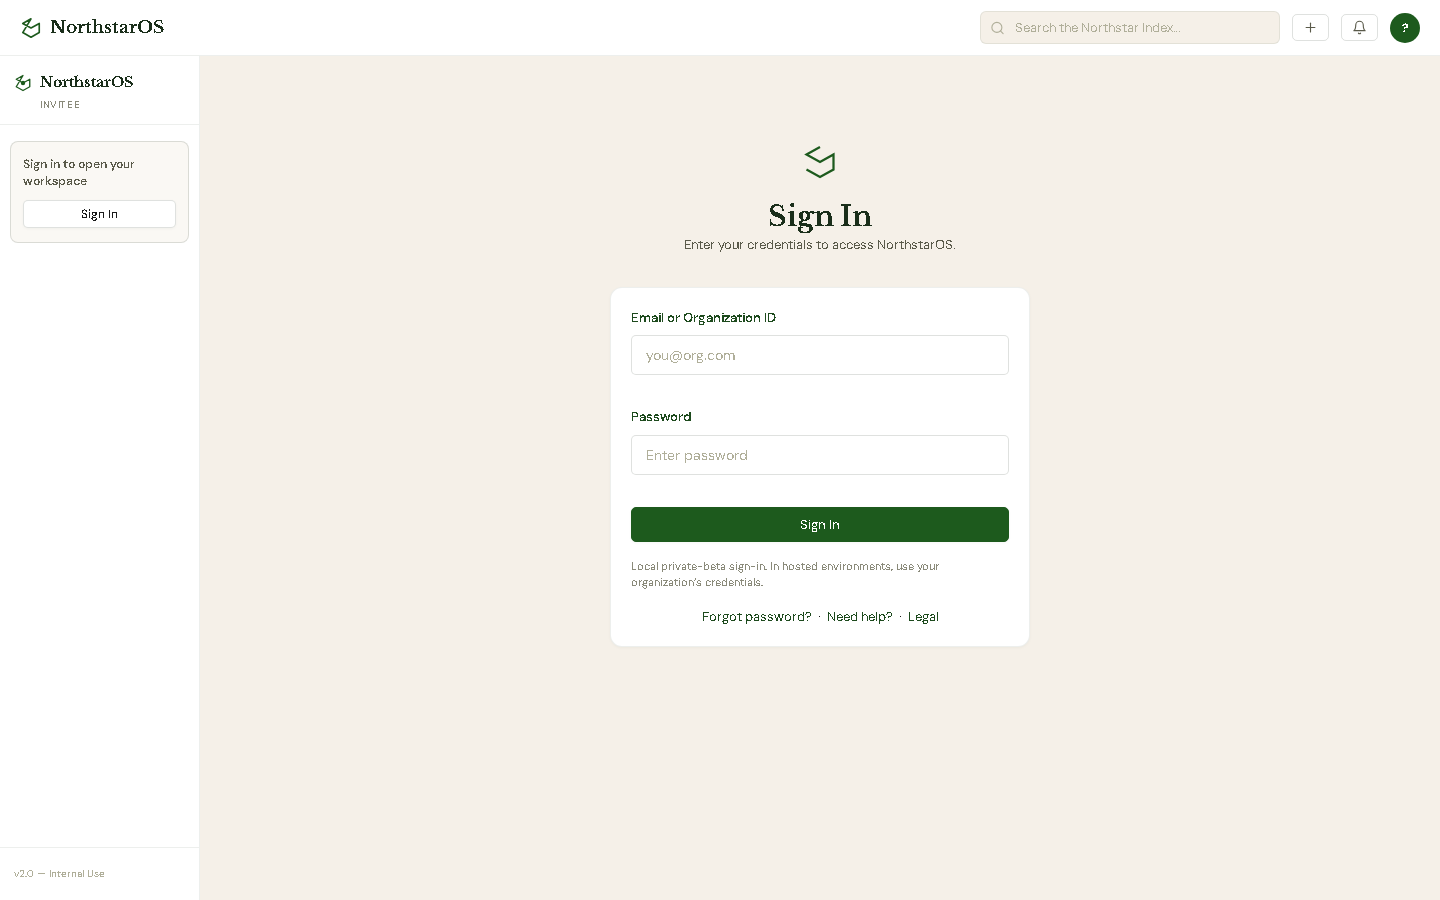 NorthstarOS
Search the Northstar Index...
?
NorthstarOS
INVITEE
Sign in to open your
workspace
Sign In
Sign In
Enter your credentials to access NorthstarOS.
Email or Organization ID
you@org.com
Password
Enter password
Sign In
Local private-beta sign-in. In hosted environments, use your
organization's credentials.
Forgot password? · Need help? · Legal
v2.0 — Internal Use